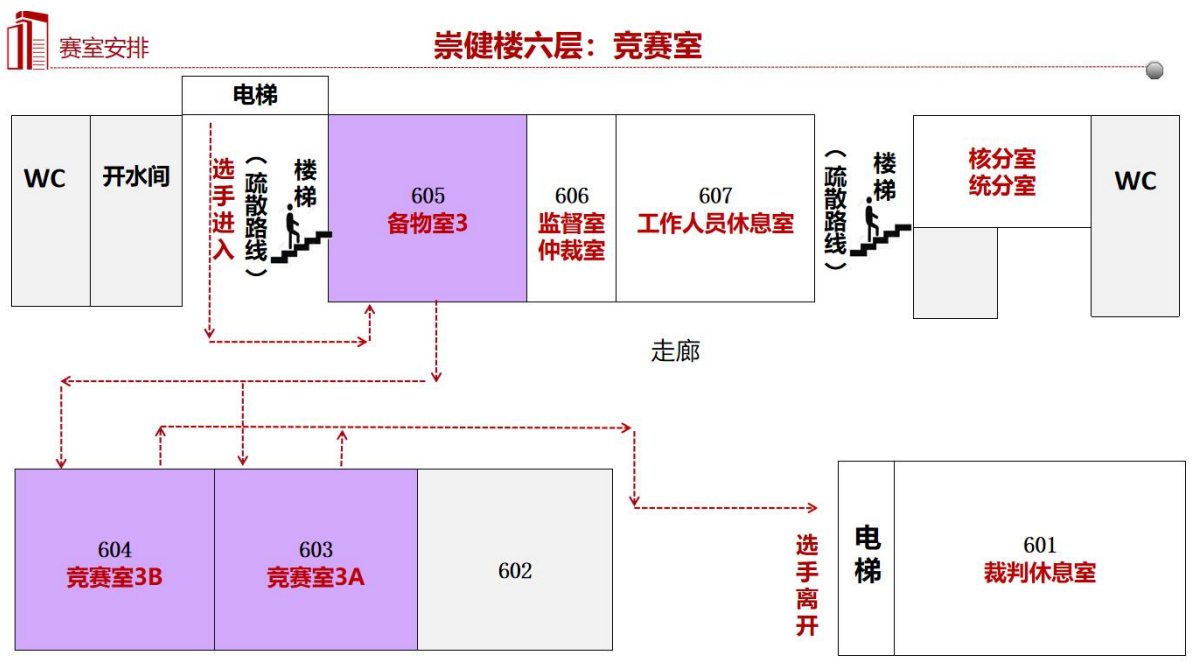 赛室安排
崇健楼六层：竞赛室
电梯
WC
开水间
选手进入
（疏散路线）
楼梯
605
备物室3
606
监督室
仲裁室
607
工作人员休息室
（疏散路线）
楼梯
核分室
统分室
WC
走廊
604
竞赛室3B
603
竞赛室3A
602
选手离开
电梯
601
裁判休息室